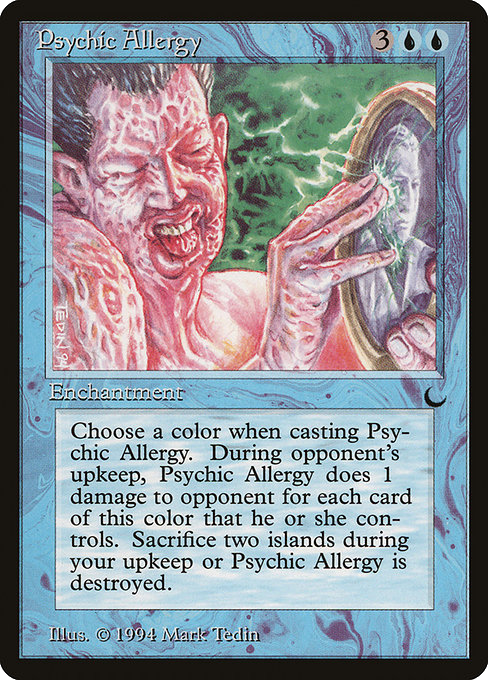 Psychic Allergy 3
TEDIN 94
Enchantment
Choose a color when casting Psy-
chic Allergy. During opponent's
upkeep, Psychic Allergy does 1
damage to opponent for each card
of this color that he or she con-
trols. Sacrifice two islands during
your upkeep or Psychic Allergy is
destroyed.
Illus. © 1994 Mark Tedin